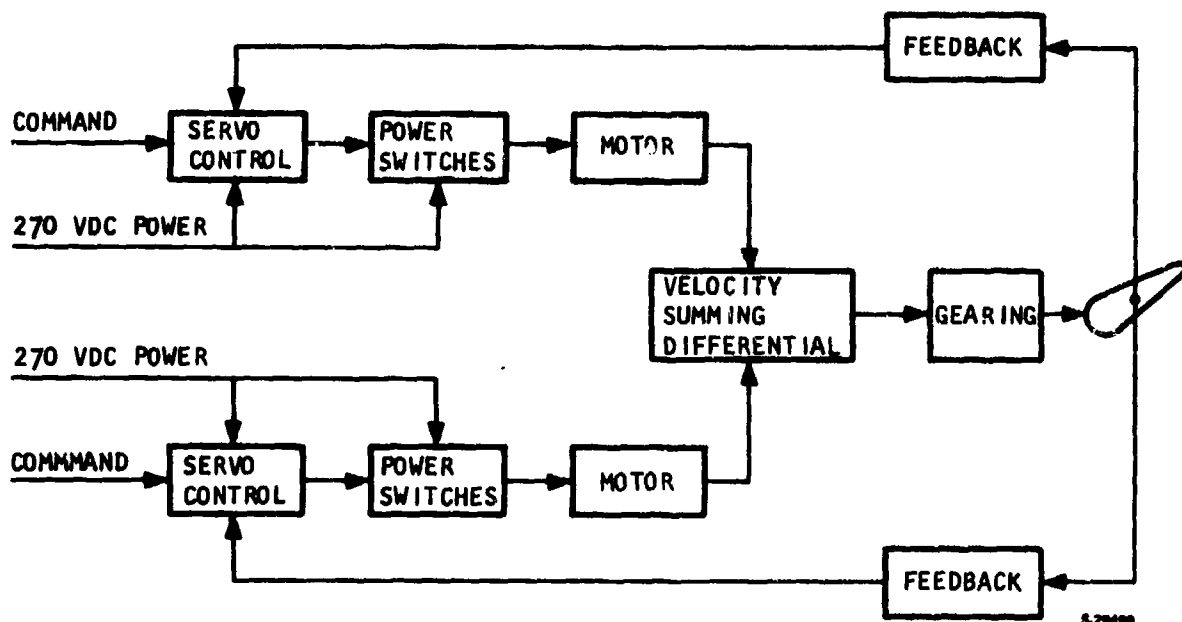 FEEDBACK
COMMAND
SERVO
CONTROL
POWER
SWITCHES
MOTOR
270 VDC POWER
VELOCITY
SUMMING
DIFFERENTIAL
GEARING
270 VDC POWER
COMMMAND
SERVO
CONTROL
POWER
SWITCHES
MOTOR
FEEDBACK